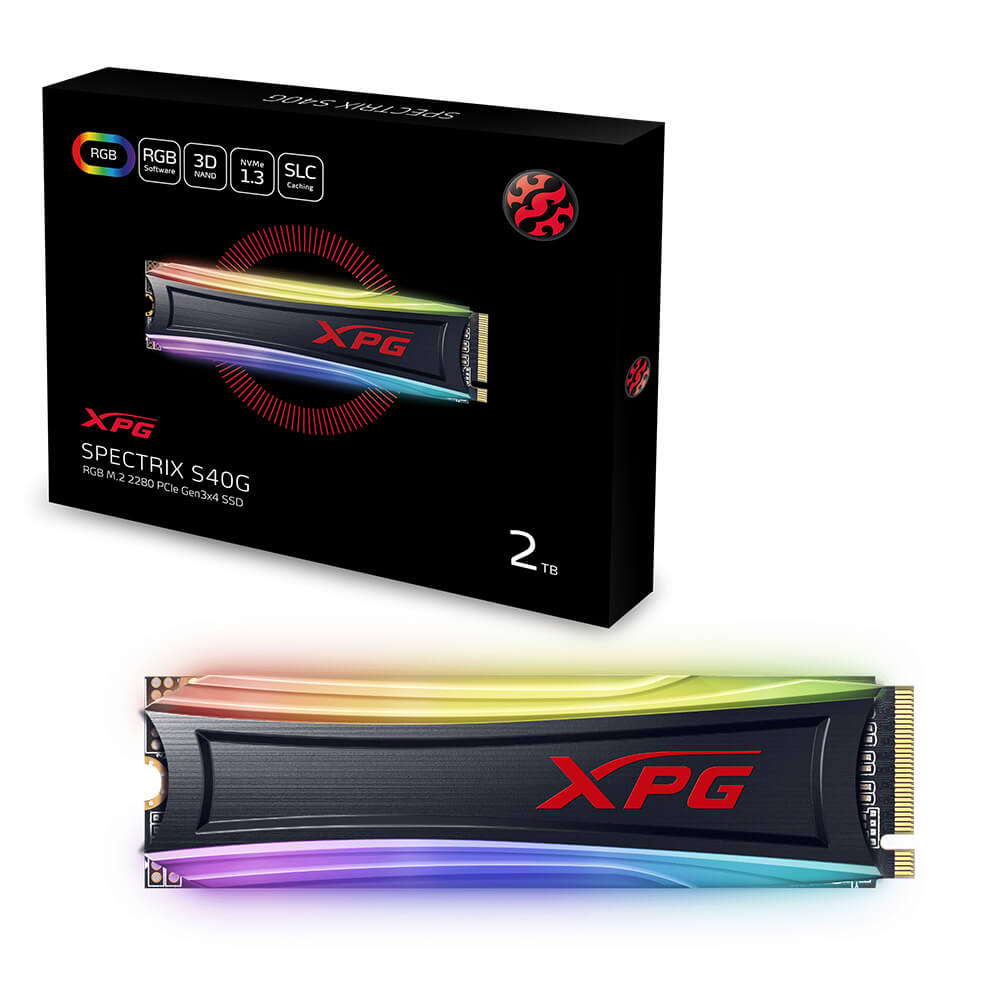 SPECTRIX S40G
RGB
RGB
Software
3D
NAND
NVMe
1.3
SLC
Caching
XPG
XPG
SPECTRIX S40G
RGB M.2 2280 PCIe Gen3x4 SSD
2 TB
XPG